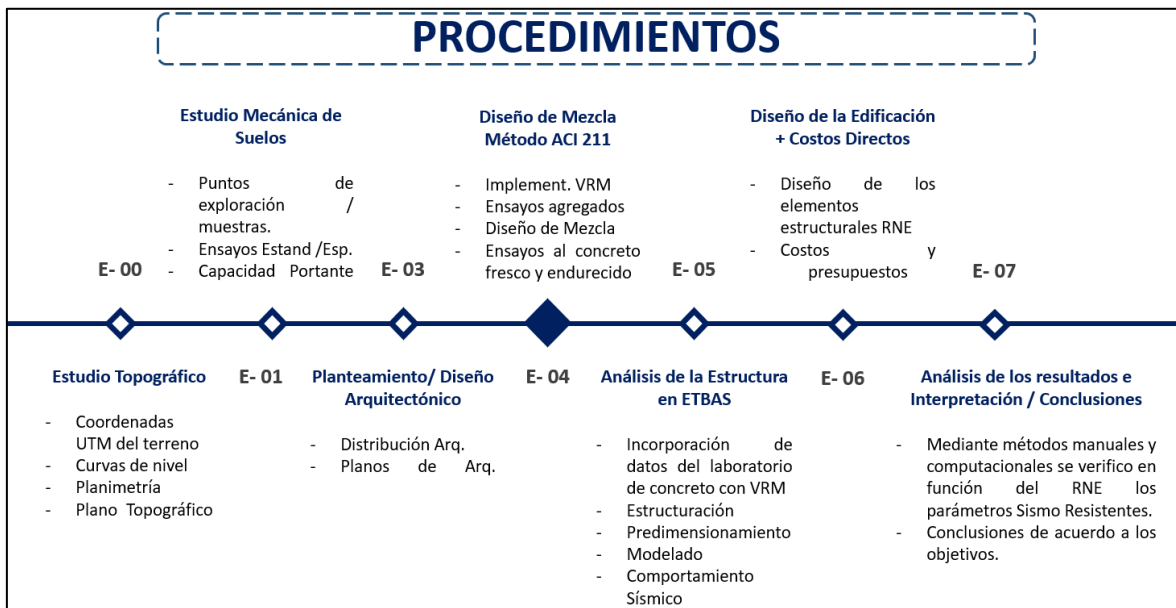 PROCEDIMIENTOS
Estudio Mecánica de
Suelos
- Puntos de
exploración /
muestras.
- Ensayos Estand /Esp.
- Capacidad Portante
Diseño de Mezcla
Método ACI 211
- Implement. VRM
- Ensayos agregados
- Diseño de Mezcla
- Ensayos al concreto
fresco y endurecido
Diseño de la Edificación
+ Costos Directos
- Diseño de los
elementos
estructurales RNE
- Costos y
presupuestos
E- 00
E- 03
E- 05
E- 07
Estudio Topográfico
- Coordenadas
UTM del terreno
- Curvas de nivel
- Planimetría
- Plano Topográfico
E- 01
Planteamiento/ Diseño
Arquitectónico
- Distribución Arq.
- Planos de Arq.
E- 04
Análisis de la Estructura
en ETBAS
- Incorporación de
datos del laboratorio
de concreto con VRM
- Estructuración
- Predimensionamiento
- Modelado
- Comportamiento
Sísmico
E- 06
Análisis de los resultados e
Interpretación / Conclusiones
- Mediante métodos manuales y
computacionales se verifico en
función del RNE los
parámetros Sismo Resistentes.
- Conclusiones de acuerdo a los
objetivos.